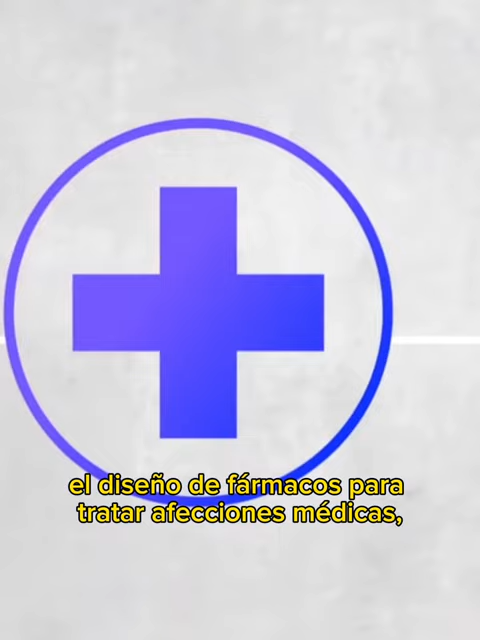 el diseño de fármacos para
tratar afecciones médicas,